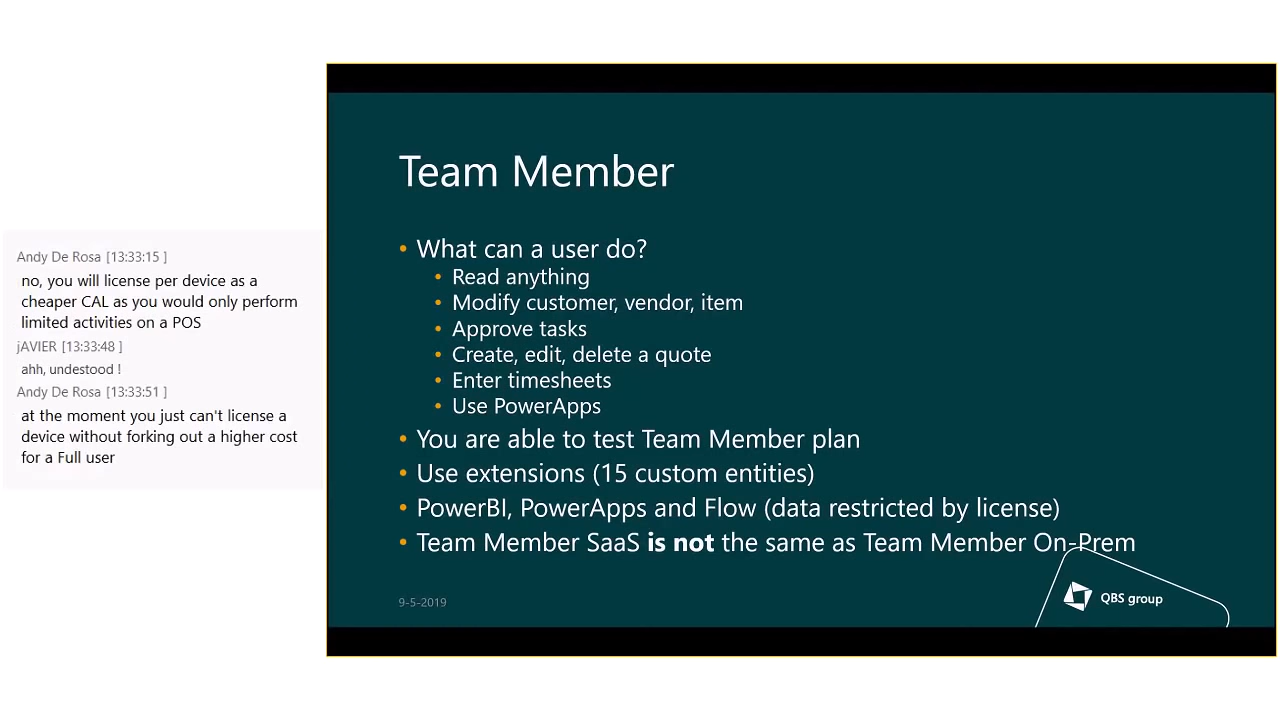 Andy De Rosa [13:33:15 ]
no, you will license per device as a
cheaper CAL as you would only perform
limited activities on a POS
jAVIER [13:33:48 ]
ahh, undestood !
Andy De Rosa [13:33:51 ]
at the moment you just can't license a
device without forking out a higher cost
for a Full user
Team Member
• What can a user do?
• Read anything
• Modify customer, vendor, item
• Approve tasks
• Create, edit, delete a quote
• Enter timesheets
• Use PowerApps
• You are able to test Team Member plan
• Use extensions (15 custom entities)
• PowerBI, PowerApps and Flow (data restricted by license)
• Team Member SaaS is not the same as Team Member On-Prem
9-5-2019
QBS group